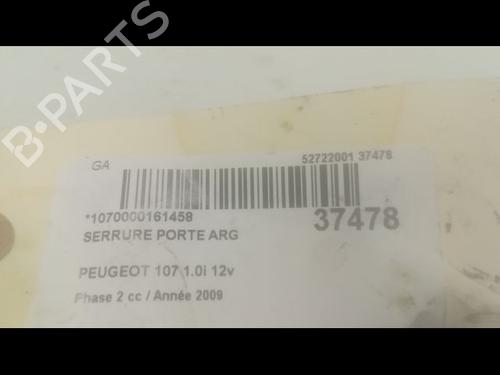 B-PARTS
GA
52722001 37478
*1070000161458
37478
SERRURE PORTE ARG
PEUGEOT 107 1.0i 12v
Phase 2 cc / Année 2009